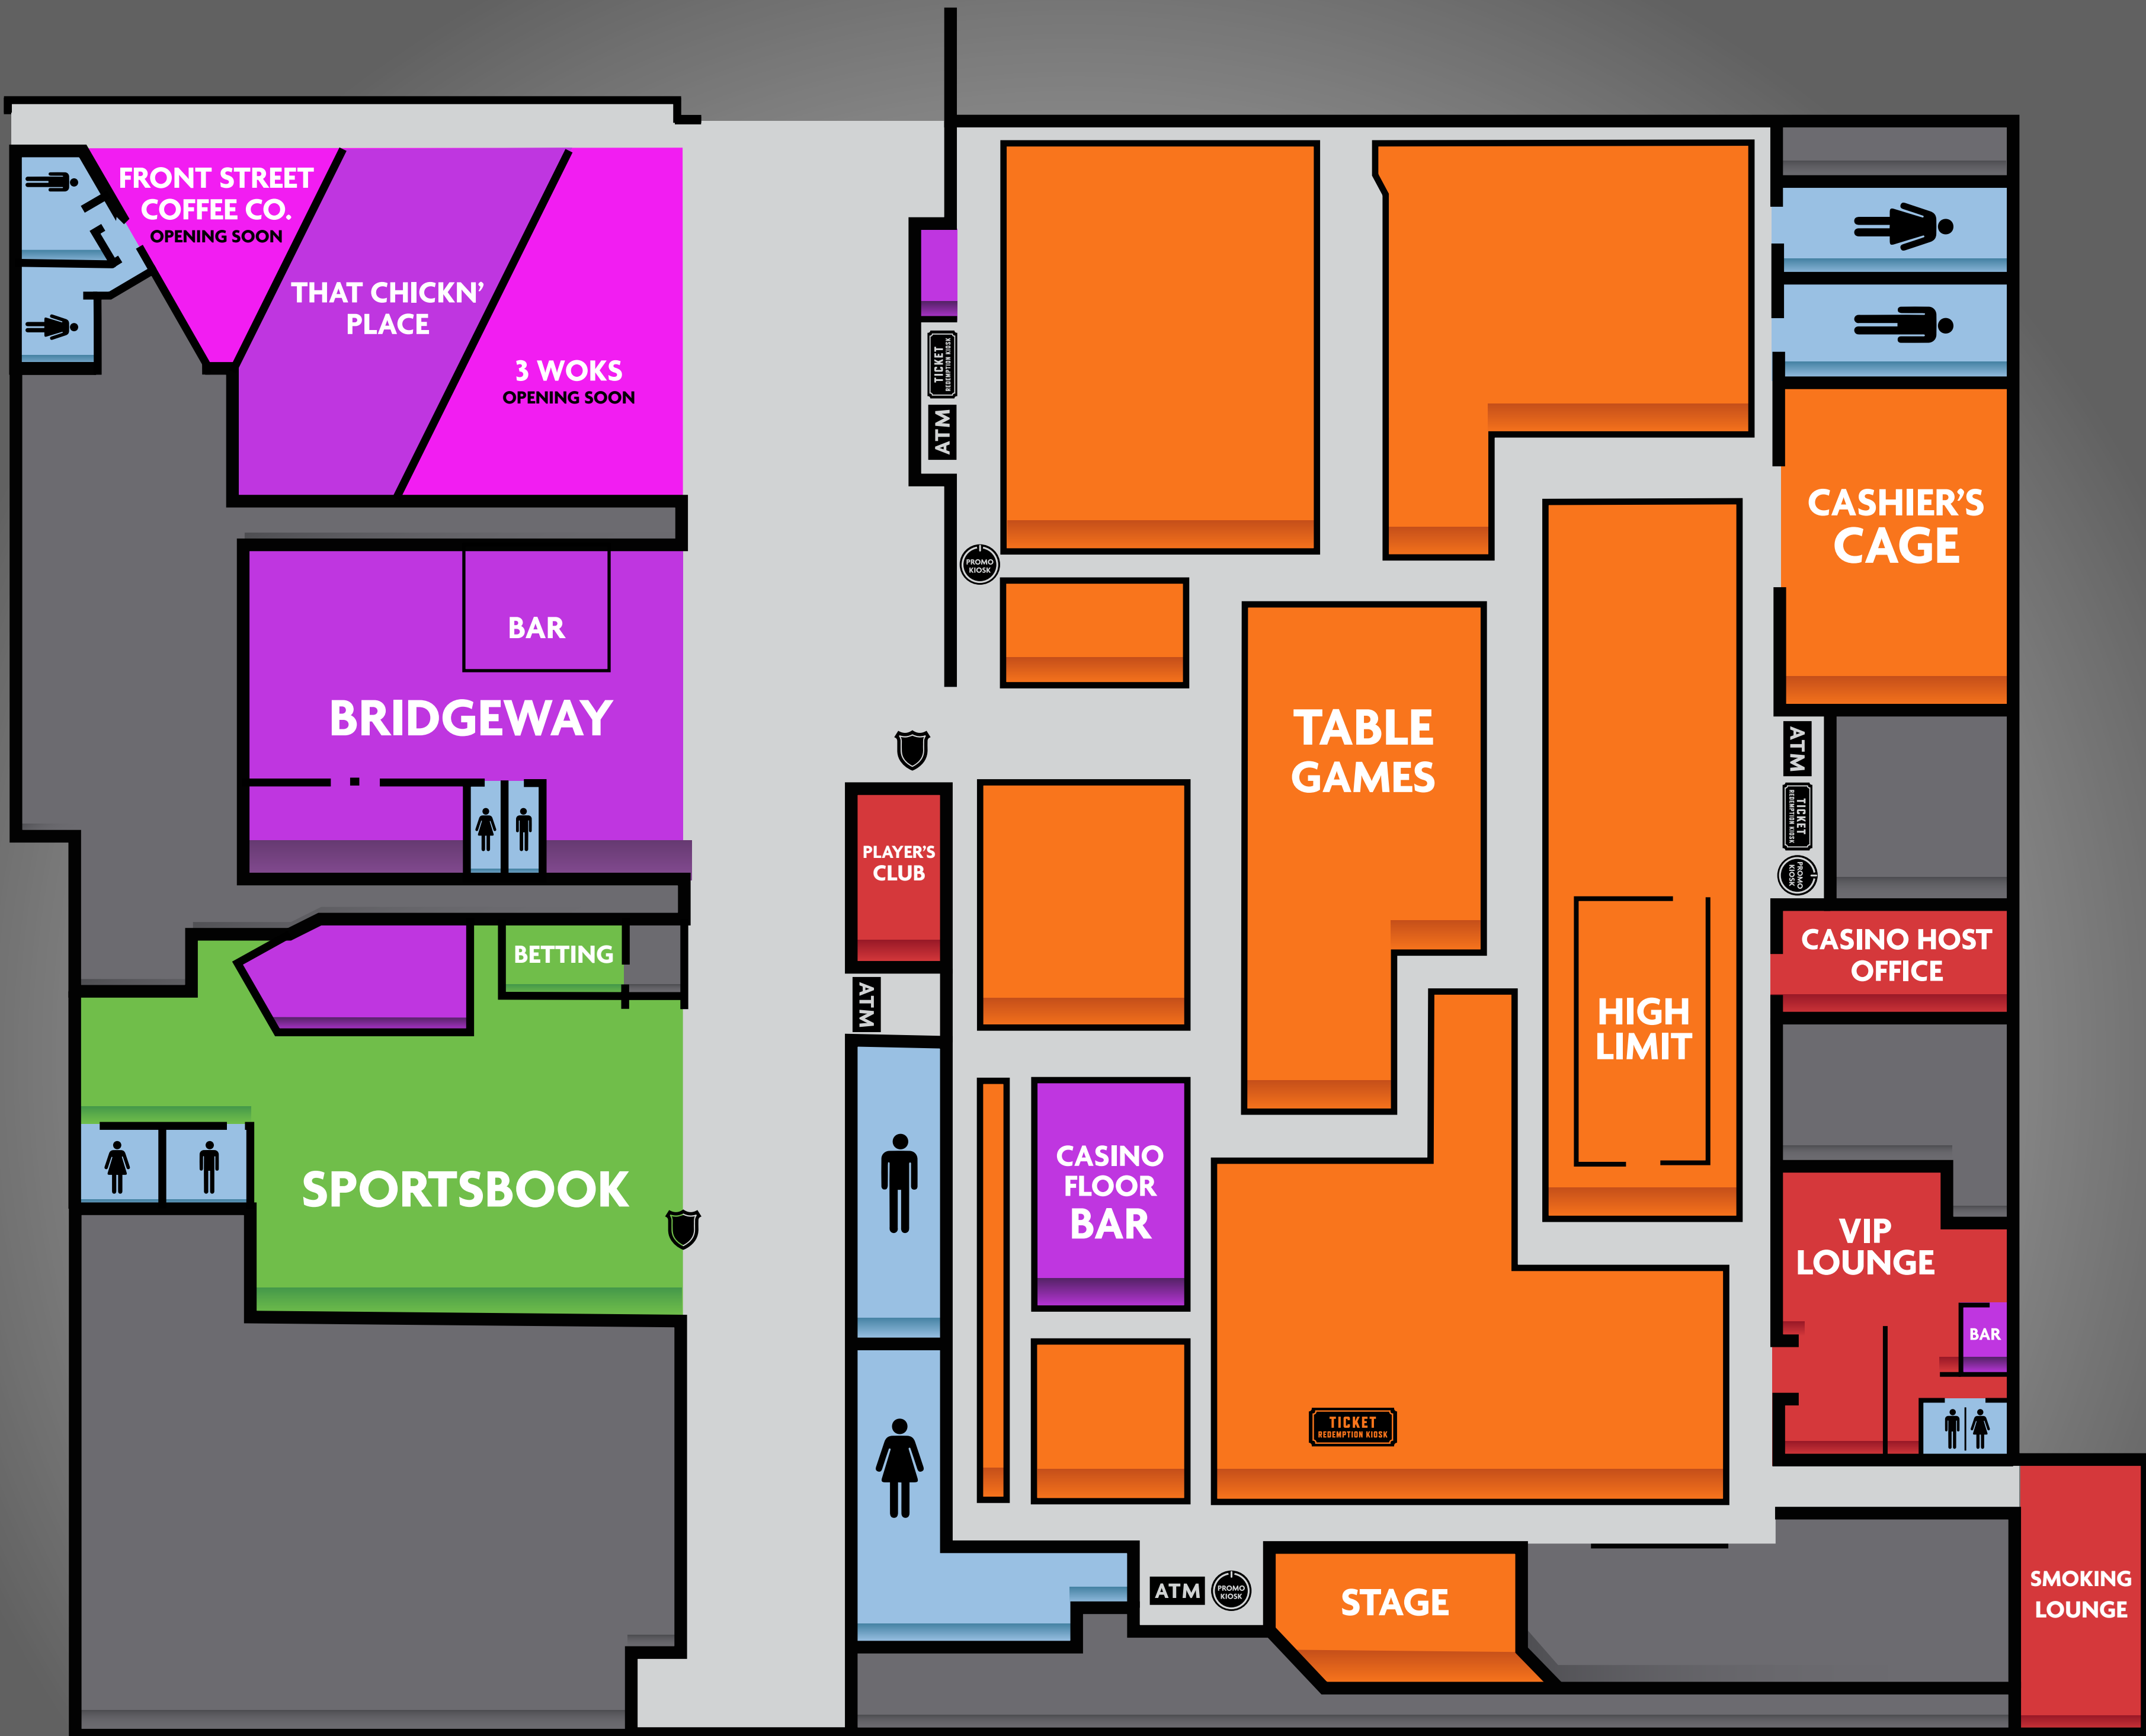 FRONT STREET
COFFEE CO.
OPENING SOON
THAT CHICKN'
PLACE
3 WOKS
OPENING SOON
TICKET
REDEMPTION KIOSK
ATM
CASHIER'S
CAGE
PROMO
KIOSK
BAR
BRIDGEWAY
TABLE
GAMES
ATM
TICKET
REDEMPTION KIOSK
PROMO
KIOSK
PLAYER'S
CLUB
BETTING
CASINO HOST
OFFICE
ATM
HIGH
LIMIT
SPORTSBOOK
CASINO
FLOOR
BAR
VIP
LOUNGE
BAR
TICKET
REDEMPTION KIOSK
ATM
PROMO
KIOSK
STAGE
SMOKING
LOUNGE